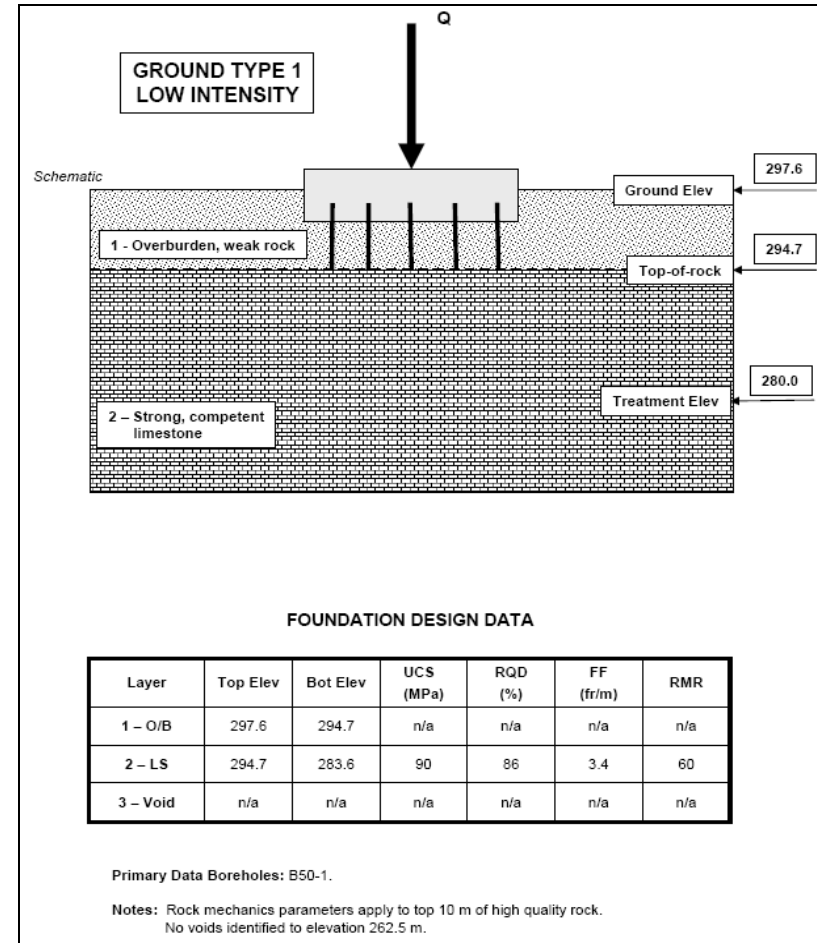 Q
GROUND TYPE 1
LOW INTENSITY
Schematic
297.6
Ground Elev
1 - Overburden, weak rock
294.7
Top-of-rock
280.0
Treatment Elev
2 – Strong, competent
limestone
FOUNDATION DESIGN DATA
Layer Top Elev Bot Elev UCS (MPa) RQD (%) FF (fr/m) RMR
1 – O/B 297.6 294.7 n/a n/a n/a n/a
2 – LS 294.7 283.6 90 86 3.4 60
3 – Void n/a n/a n/a n/a n/a n/a
Primary Data Boreholes: B50-1.
Notes: Rock mechanics parameters apply to top 10 m of high quality rock.
No voids identified to elevation 262.5 m.